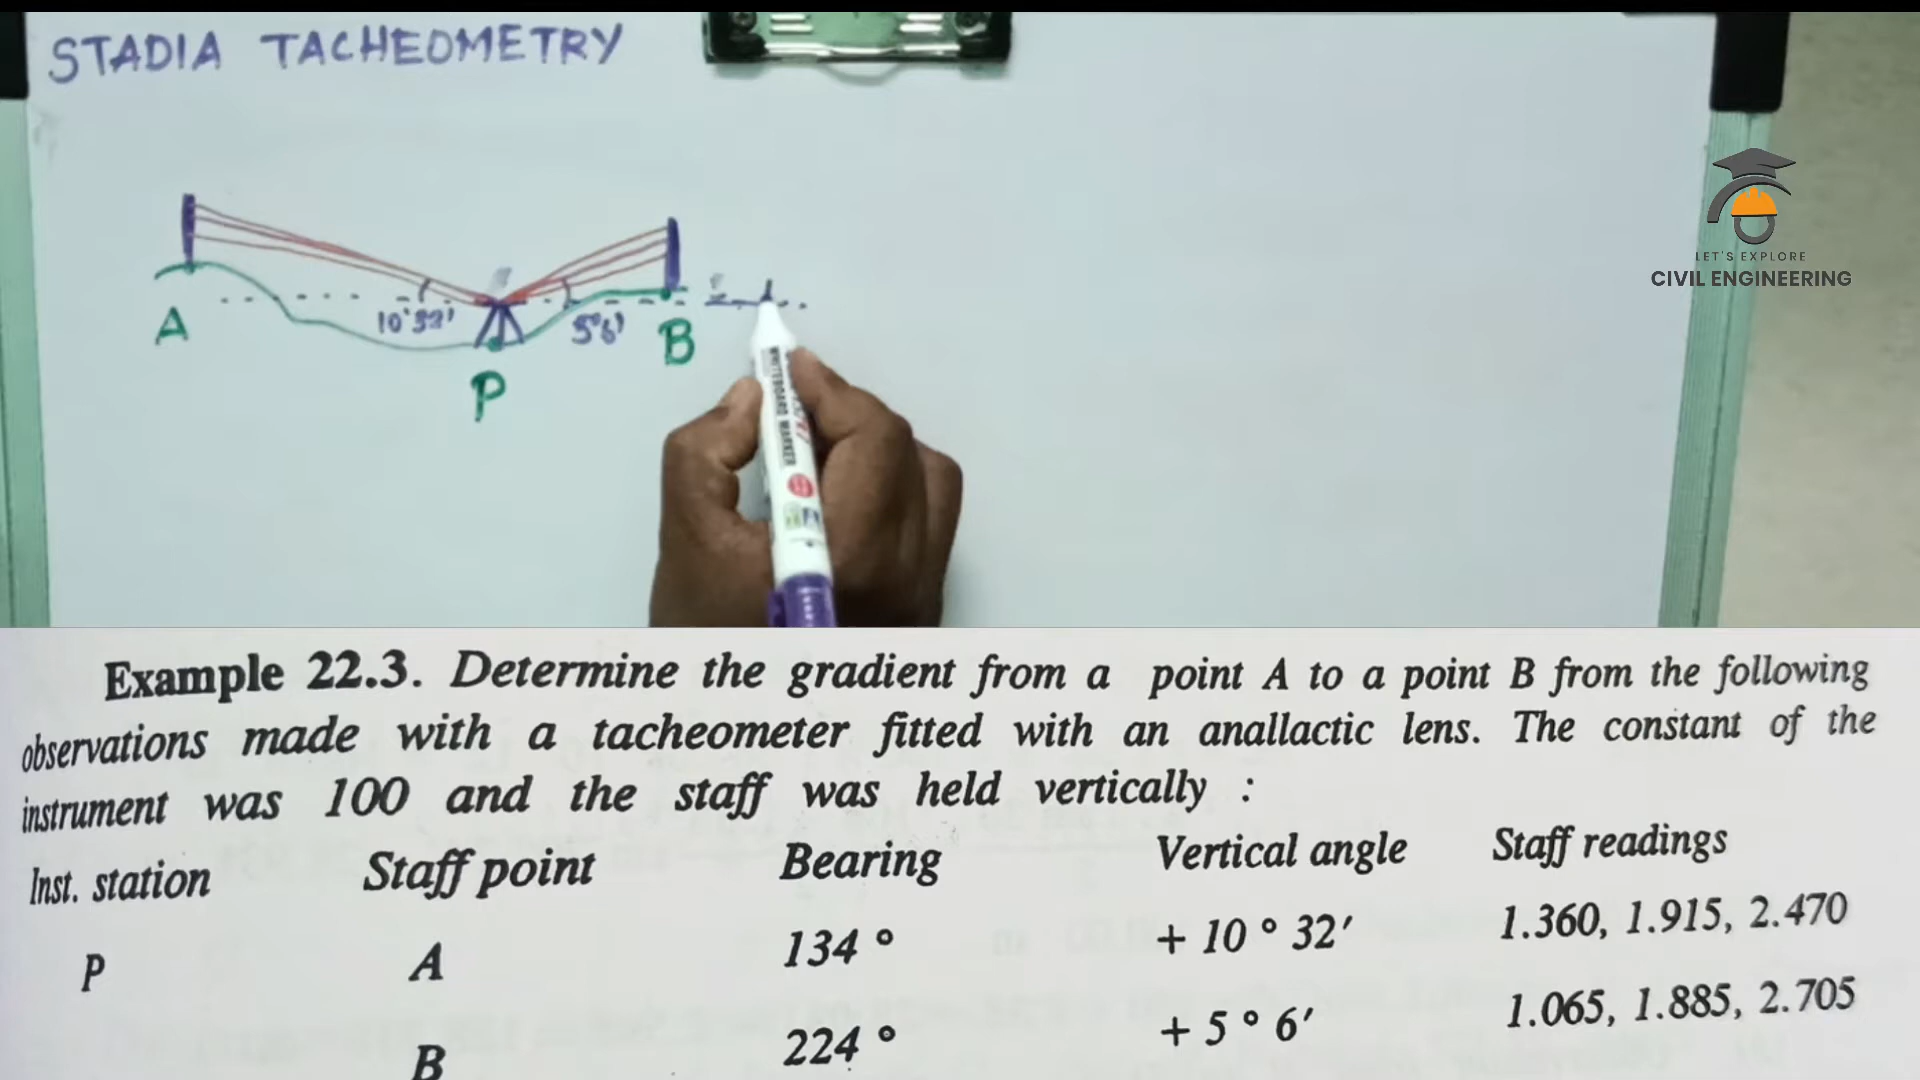 STADIA TACHEOMETRY
LET'S EXPLORE
CIVIL ENGINEERING
A
10°32'
P
5°6'
B
WHITEBOARD MARKER
Example 22.3. Determine the gradient from a point A to a point B from the following
observations made with a tacheometer fitted with an anallactic lens. The constant of the
instrument was 100 and the staff was held vertically :
Inst. station Staff point Bearing Vertical angle Staff readings
P A 134 ° + 10 ° 32′ 1.360, 1.915, 2.470
B 224 ° + 5 ° 6′ 1.065, 1.885, 2.705